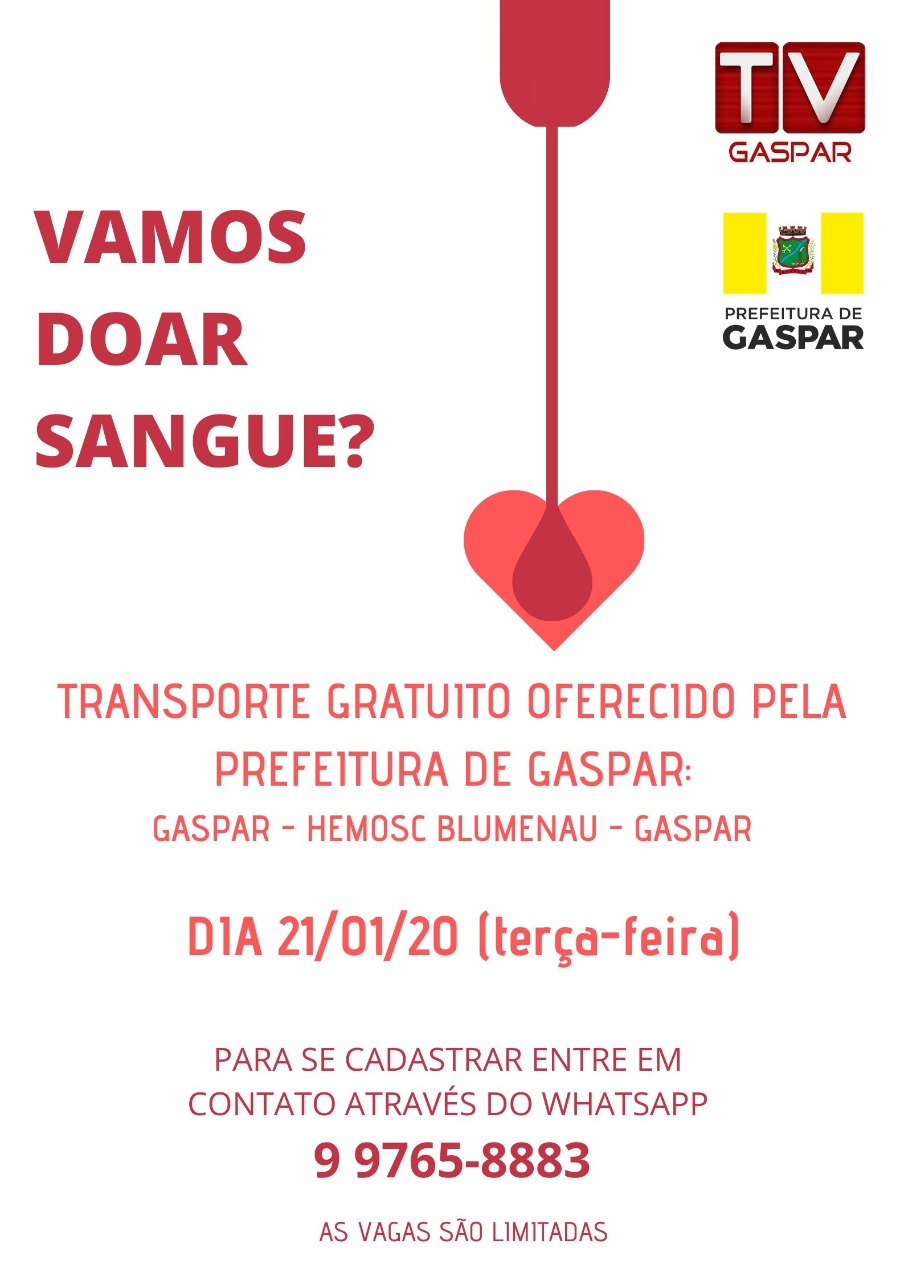 TV
GASPAR
PREFEITURA DE
GASPAR
VAMOS
DOAR
SANGUE?
TRANSPORTE GRATUITO OFERECIDO PELA
PREFEITURA DE GASPAR:
GASPAR - HEMOSC BLUMENAU - GASPAR
DIA 21/01/20 (terça-feira)
PARA SE CADASTRAR ENTRE EM
CONTATO ATRAVÉS DO WHATSAPP
9 9765-8883
AS VAGAS SÃO LIMITADAS